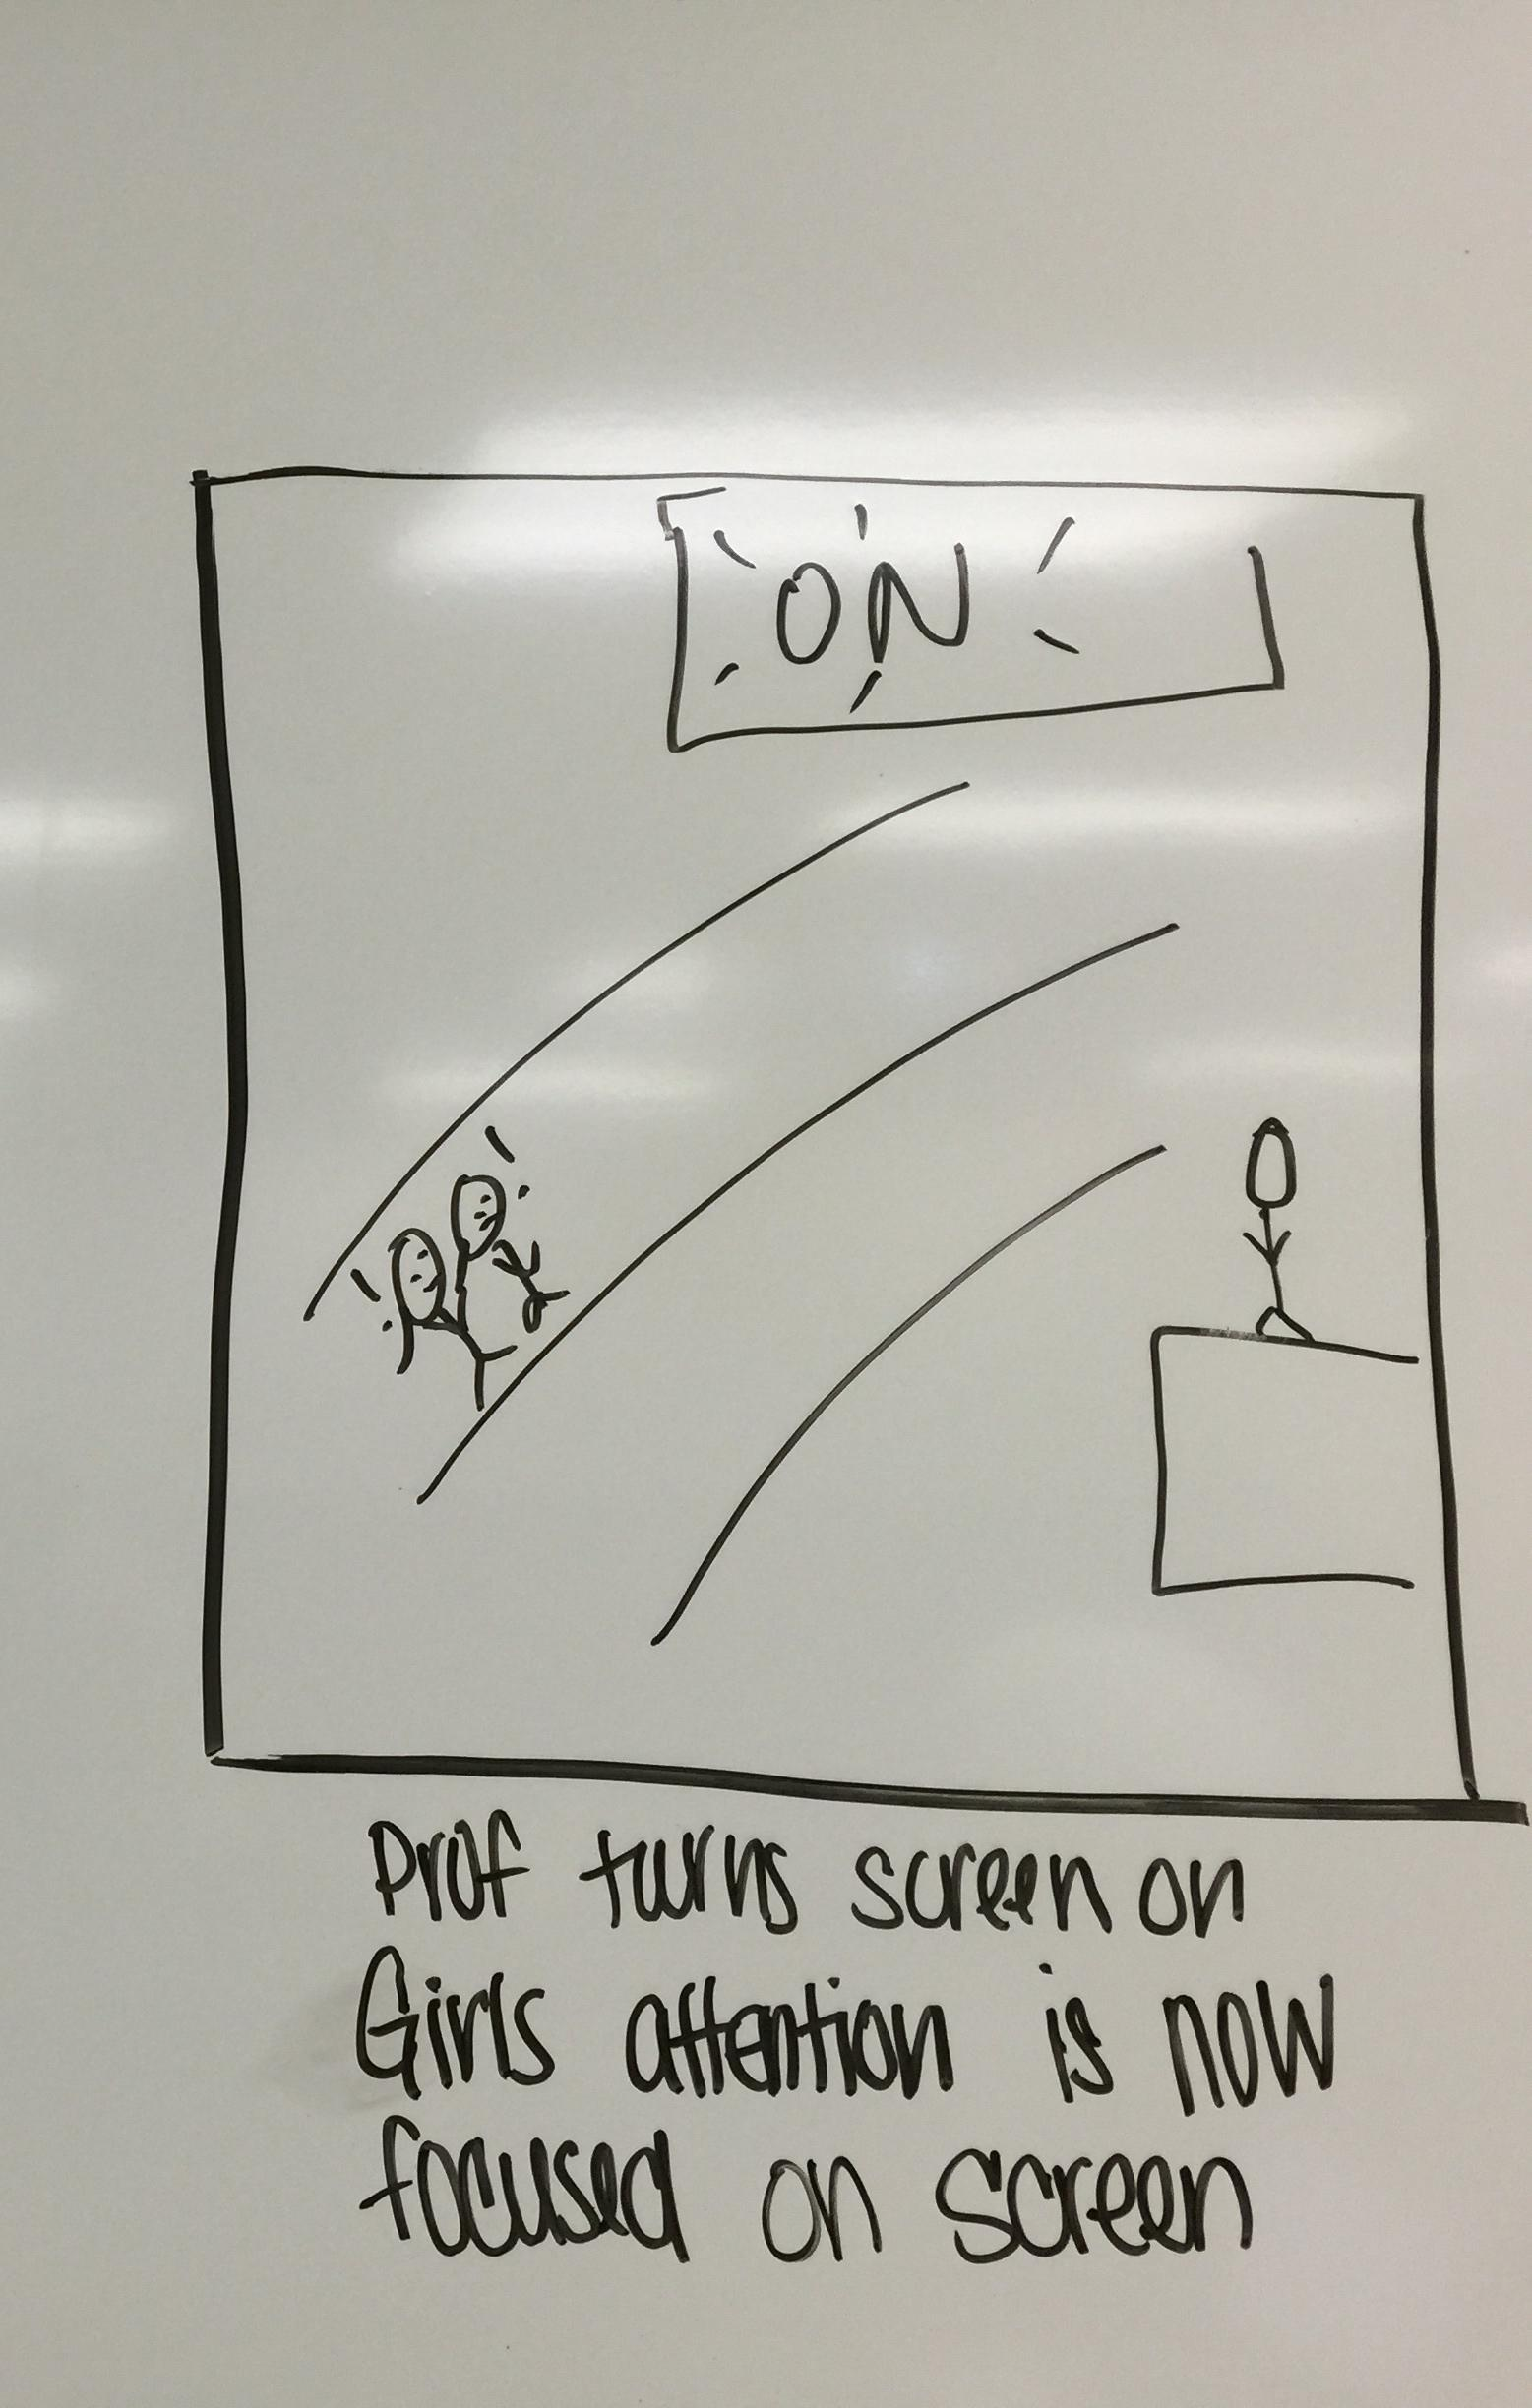 ON
Prof turns screen on
Girls attention is now
focused on screen